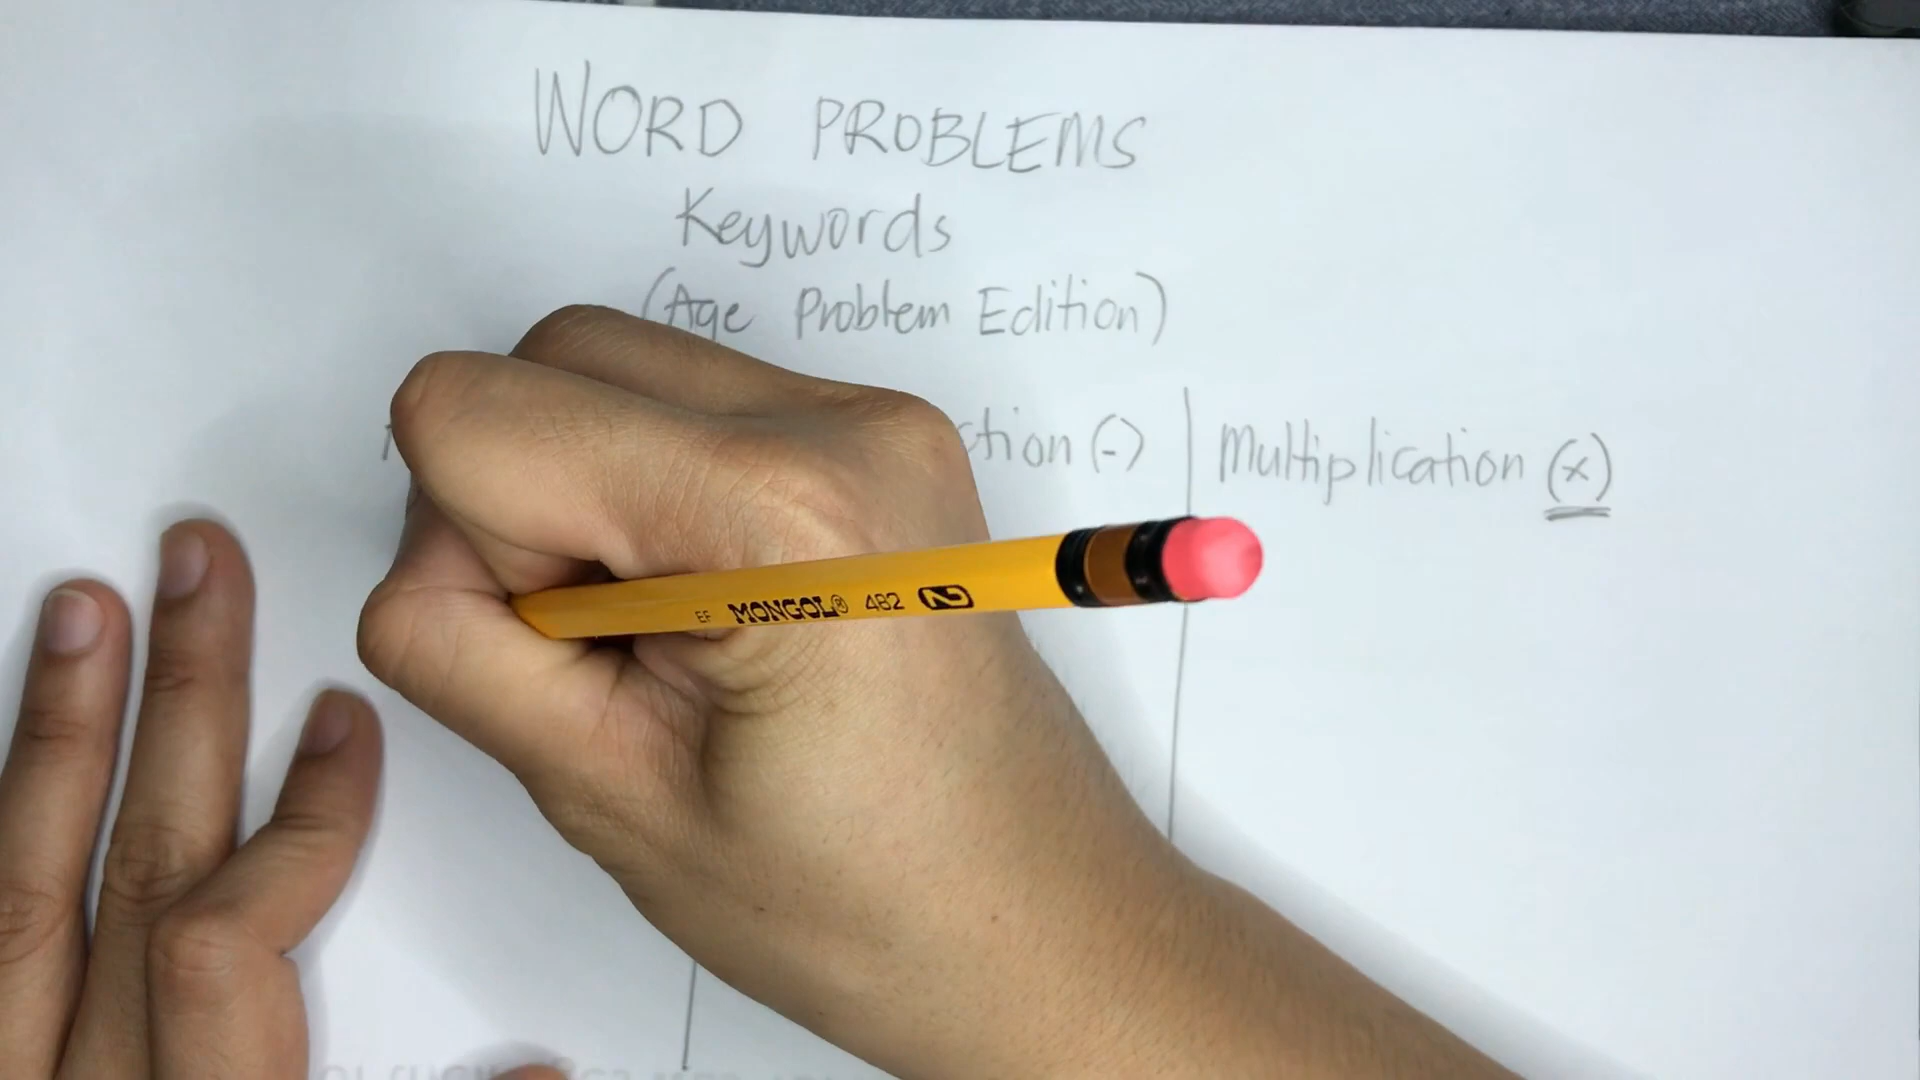 WORD PROBLEMS
Keywords
(Age Problem Edition)
ction (-) Multiplication (x)
EF MONGOL® 482 2